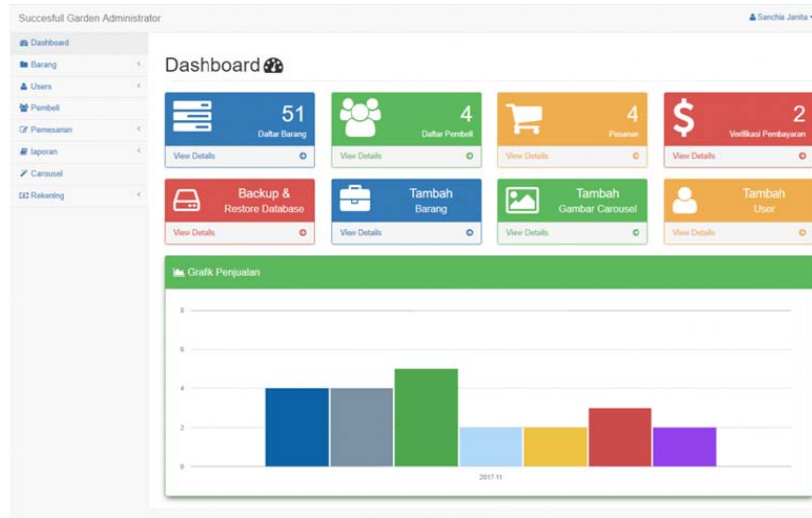 Succesfull Garden Administrator
Sanchia Janita
Dashboard
Barang
Users
Pembeli
Pemesanan
laporan
Carousel
Rekening
Dashboard
51
Daftar Barang
View Details
4
Daftar Pembeli
View Details
4
Pesanan
View Details
2
Verifikasi Pembayaran
View Details
Backup &
Restore Database
View Details
Tambah
Barang
View Details
Tambah
Gambar Carousel
View Details
Tambah
User
View Details
Grafik Penjualan
8
6
4
2
0
2017-11